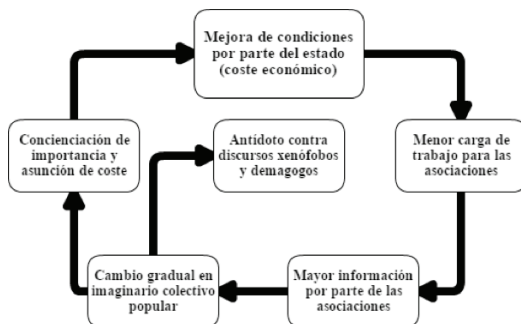 Mejora de condiciones
por parte del estado
(coste económico)
Concienciación de
importancia y
asunción de coste
Antídoto contra
discursos xenófobos
y demagogos
Menor carga de
trabajo para las
asociaciones
Cambio gradual en
imaginario colectivo
popular
Mayor información
por parte de las
asociaciones